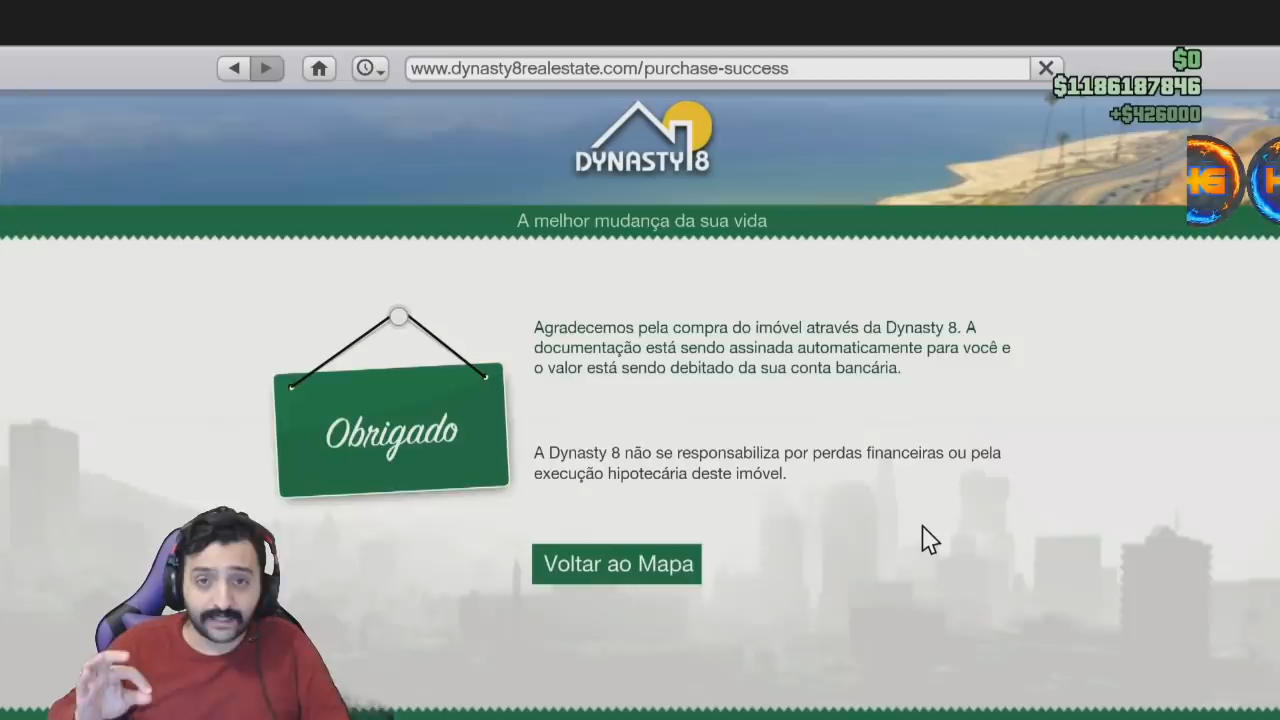 www.dynasty8realestate.com/purchase-success
$0
$1186187846
+$426000
DYNASTY 8
A melhor mudança da sua vida
Agradecemos pela compra do imóvel através da Dynasty 8. A
documentação está sendo assinada automaticamente para você e
o valor está sendo debitado da sua conta bancária.
Obrigado
A Dynasty 8 não se responsabiliza por perdas financeiras ou pela
execução hipotecária deste imóvel.
Voltar ao Mapa